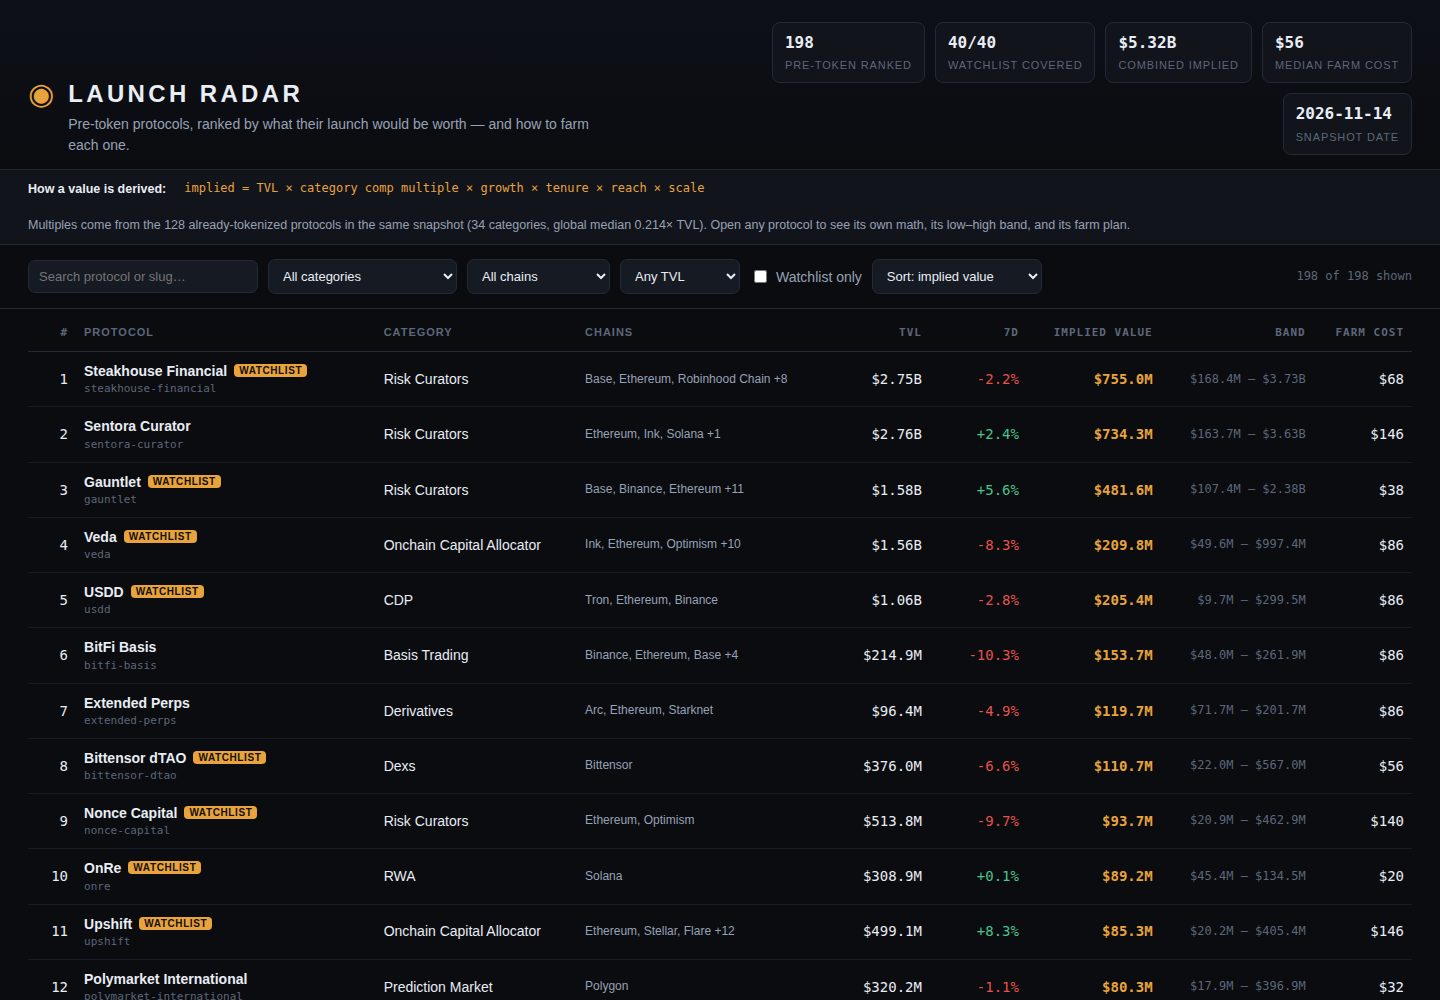 198
PRE-TOKEN RANKED
40/40
WATCHLIST COVERED
$5.32B
COMBINED IMPLIED
$56
MEDIAN FARM COST
LAUNCH RADAR
Pre-token protocols, ranked by what their launch would be worth — and how to farm
each one.
2026-11-14
SNAPSHOT DATE
How a value is derived: implied = TVL × category comp multiple × growth × tenure × reach × scale
Multiples come from the 128 already-tokenized protocols in the same snapshot (34 categories, global median 0.214× TVL). Open any protocol to see its own math, its low–high band, and its farm plan.
Search protocol or slug… All categories All chains Any TVL Watchlist only Sort: implied value 198 of 198 shown
# PROTOCOL CATEGORY CHAINS TVL 7D IMPLIED VALUE BAND FARM COST
1 Steakhouse Financial WATCHLIST Risk Curators Base, Ethereum, Robinhood Chain +8 $2.75B -2.2% $755.0M $168.4M – $3.73B $68
steakhouse-financial
2 Sentora Curator Risk Curators Ethereum, Ink, Solana +1 $2.76B +2.4% $734.3M $163.7M – $3.63B $146
sentora-curator
3 Gauntlet WATCHLIST Risk Curators Base, Binance, Ethereum +11 $1.58B +5.6% $481.6M $107.4M – $2.38B $38
gauntlet
4 Veda WATCHLIST Onchain Capital Allocator Ink, Ethereum, Optimism +10 $1.56B -8.3% $209.8M $49.6M – $997.4M $86
veda
5 USDD WATCHLIST CDP Tron, Ethereum, Binance $1.06B -2.8% $205.4M $9.7M – $299.5M $86
usdd
6 BitFi Basis Basis Trading Binance, Ethereum, Base +4 $214.9M -10.3% $153.7M $48.0M – $261.9M $86
bitfi-basis
7 Extended Perps Derivatives Arc, Ethereum, Starknet $96.4M -4.9% $119.7M $71.7M – $201.7M $86
extended-perps
8 Bittensor dTAO WATCHLIST Dexs Bittensor $376.0M -6.6% $110.7M $22.0M – $567.0M $56
bittensor-dtao
9 Nonce Capital WATCHLIST Risk Curators Ethereum, Optimism $513.8M -9.7% $93.7M $20.9M – $462.9M $140
nonce-capital
10 OnRe WATCHLIST RWA Solana $308.9M +0.1% $89.2M $45.4M – $134.5M $20
onre
11 Upshift WATCHLIST Onchain Capital Allocator Ethereum, Stellar, Flare +12 $499.1M +8.3% $85.3M $20.2M – $405.4M $146
upshift
12 Polymarket International Prediction Market Polygon $320.2M -1.1% $80.3M $17.9M – $396.9M $32
polymarket-international